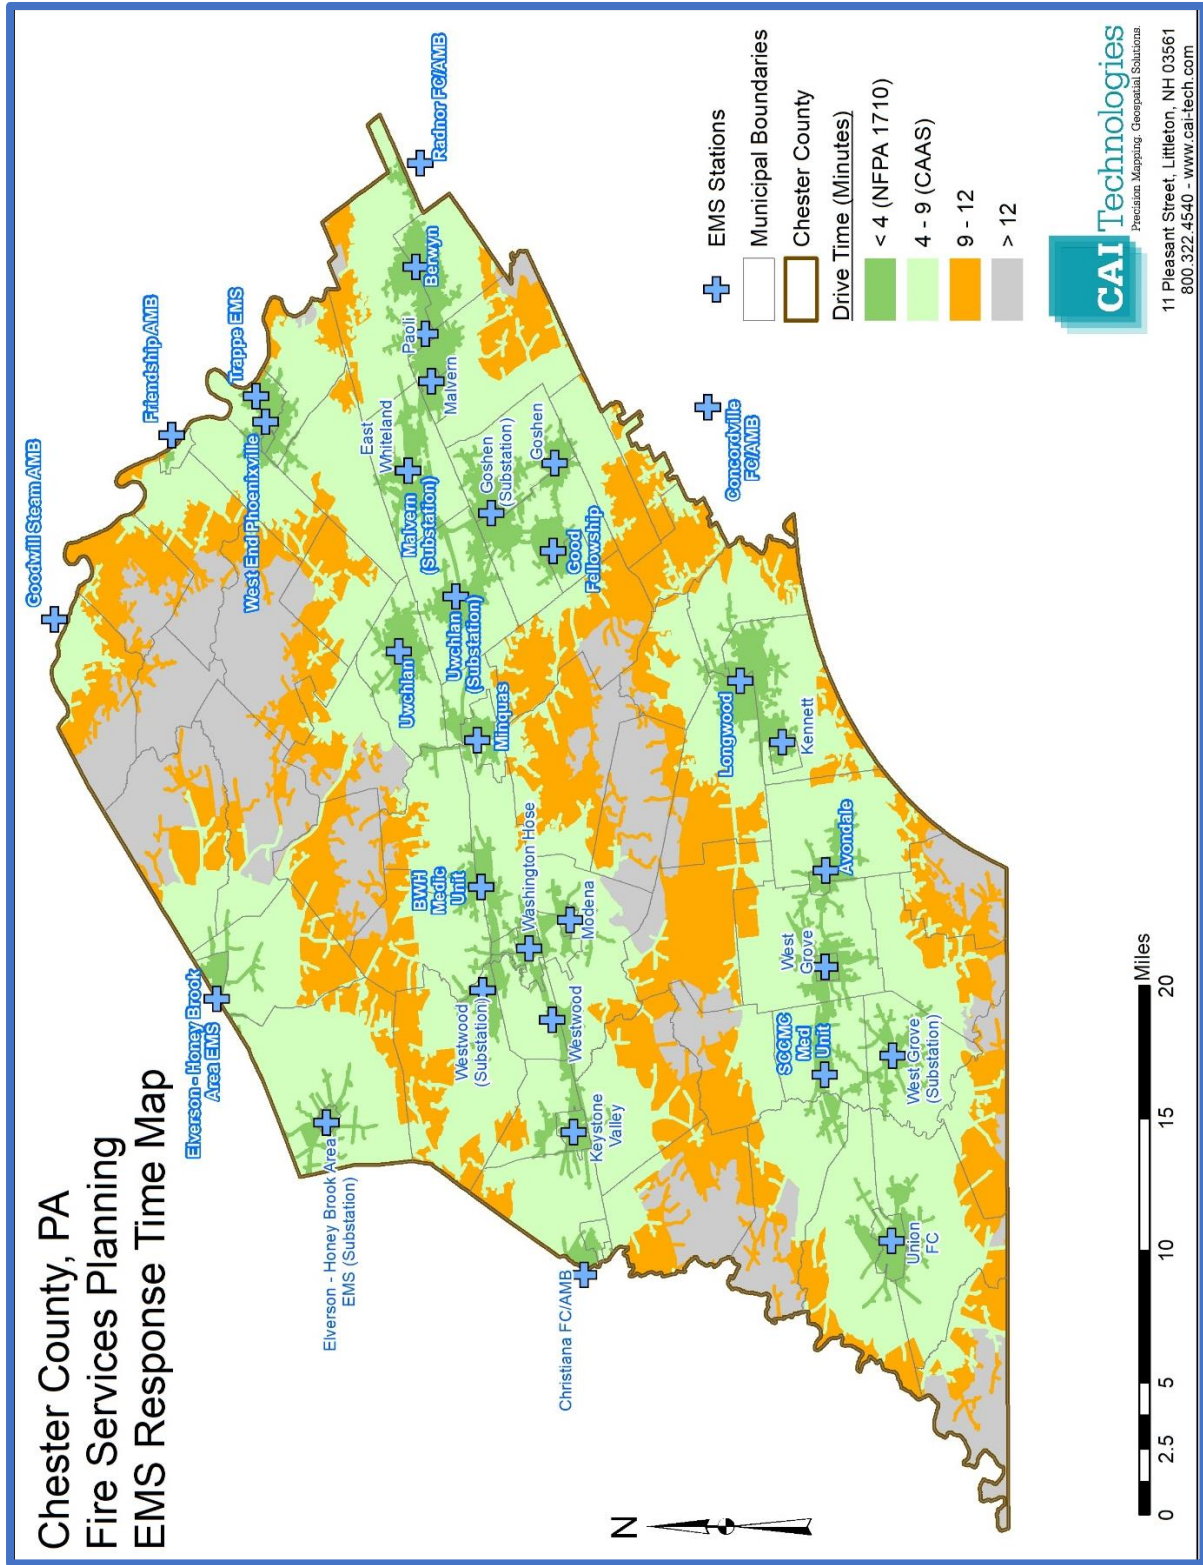 Chester County, PA
Fire Services Planning
EMS Response Time Map
Goodwill Steam AMB
Friendship AMB
Trappe EMS
West End Phoenixville
Radnor FC/AMB
Berwyn
Paoli
Malvern
East
Whiteland
Malvern
(Substation)
Goshen
(Substation)
Goshen
Good
Fellowship
Uwchlan
Uwchlan
(Substation)
Minquas
Elverson - Honey Brook
Area EMS
Elverson - Honey Brook Area
EMS (Substation)
BWH
Medic
Unit
Washington Hose
Modena
Westwood
(Substation)
Westwood
Keystone
Valley
Christiana FC/AMB
Concordville
FC/AMB
Longwood
Kennett
Avondale
West
Grove
SCCMC
Med
Unit
West Grove
(Substation)
Union
FC
N
0
2.5
5
10
15
20
Miles
EMS Stations
Municipal Boundaries
Chester County
Drive Time (Minutes)
< 4 (NFPA 1710)
4 - 9 (CAAS)
9 - 12
> 12
CAI Technologies
Precision Mapping. Geospatial Solutions.
11 Pleasant Street, Littleton, NH 03561
800.322.4540 - www.cai-tech.com